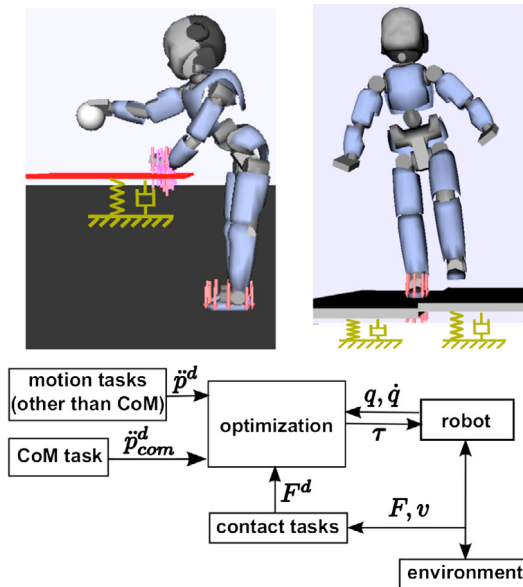 motion tasks
(other than CoM)
p̈^d
optimization
q, q̇
τ
robot
CoM task
p̈^d_com
F^d
F, v
contact tasks
environment